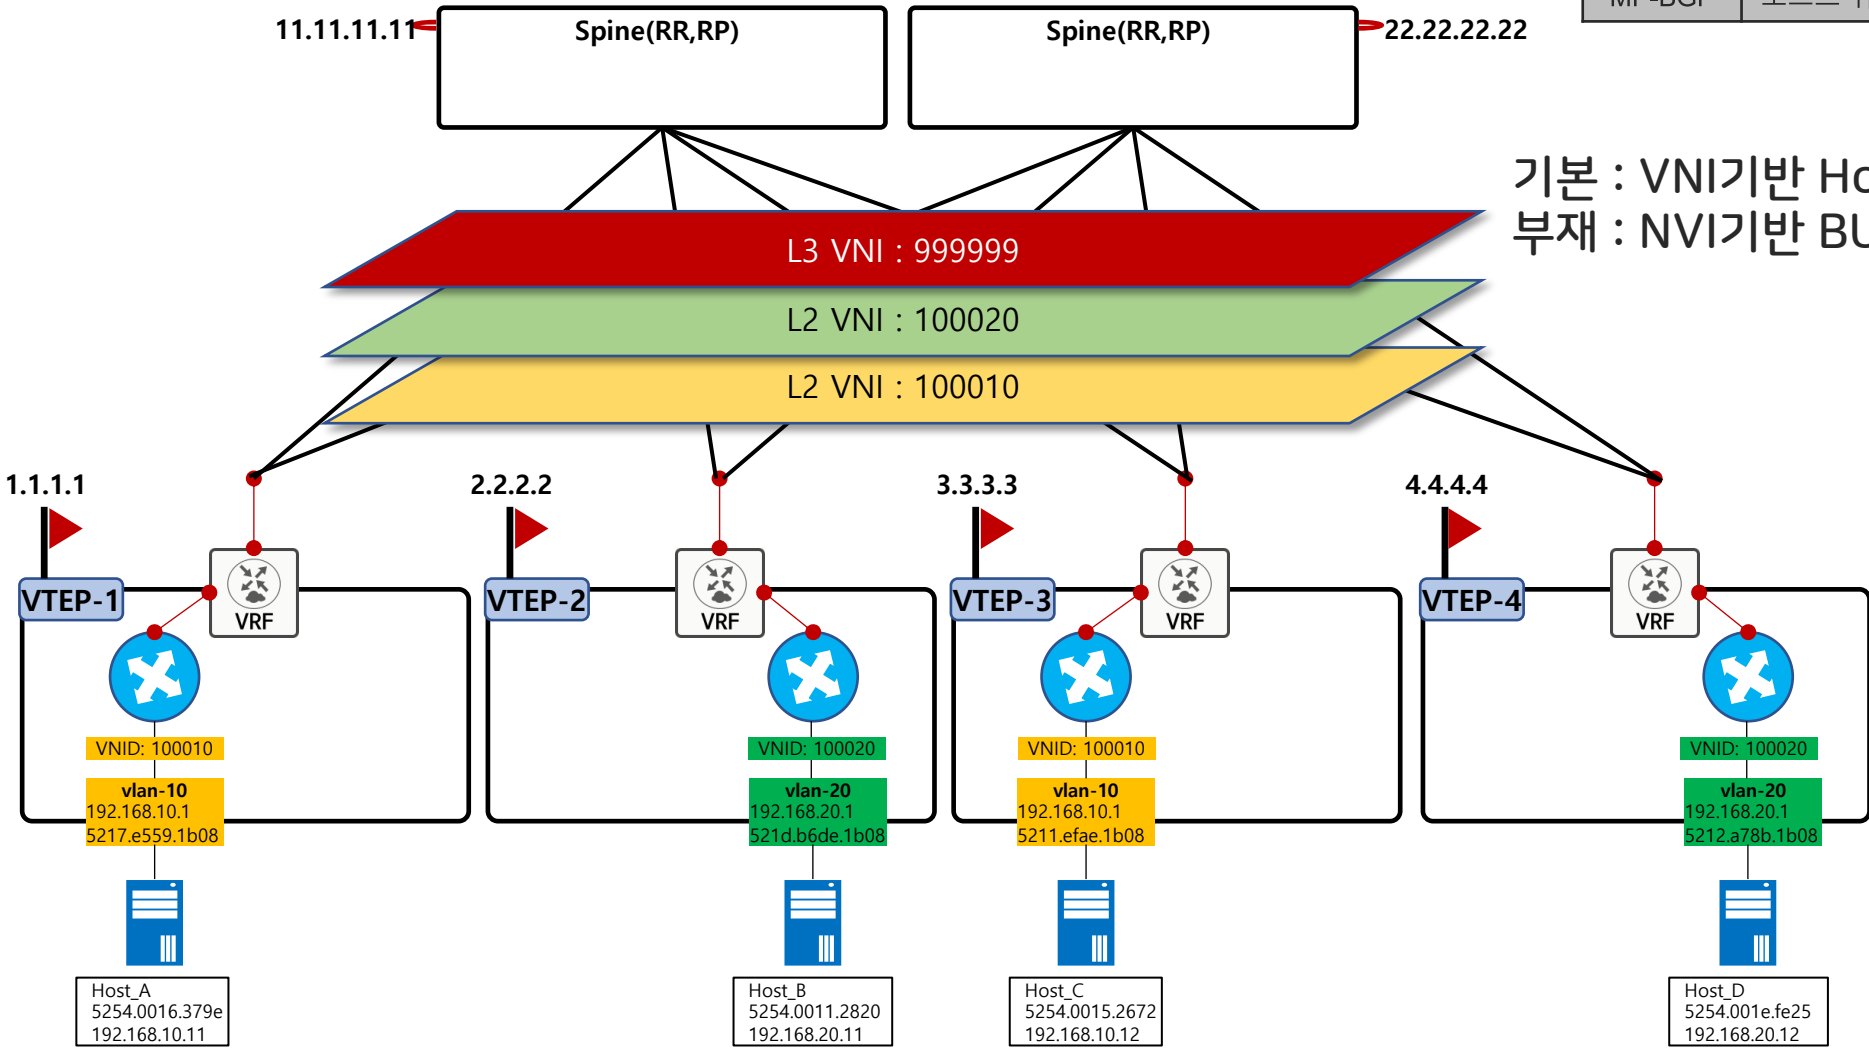 11.11.11.11
Spine(RR,RP)
Spine(RR,RP)
22.22.22.22
MP-BGP
기본 : VNI기반
부재 : NVI기반
L3 VNI : 999999
L2 VNI : 100020
L2 VNI : 100010
1.1.1.1
2.2.2.2
3.3.3.3
4.4.4.4
VTEP-1
VRF
VTEP-2
VRF
VTEP-3
VRF
VTEP-4
VRF
VNID: 100010
vlan-10
192.168.10.1
5217.e559.1b08
VNID: 100020
vlan-20
192.168.20.1
521d.b6de.1b08
VNID: 100010
vlan-10
192.168.10.1
5211.efae.1b08
VNID: 100020
vlan-20
192.168.20.1
5212.a78b.1b08
Host_A
5254.0016.379e
192.168.10.11
Host_B
5254.0011.2820
192.168.20.11
Host_C
5254.0015.2672
192.168.10.12
Host_D
5254.001e.fe25
192.168.20.12